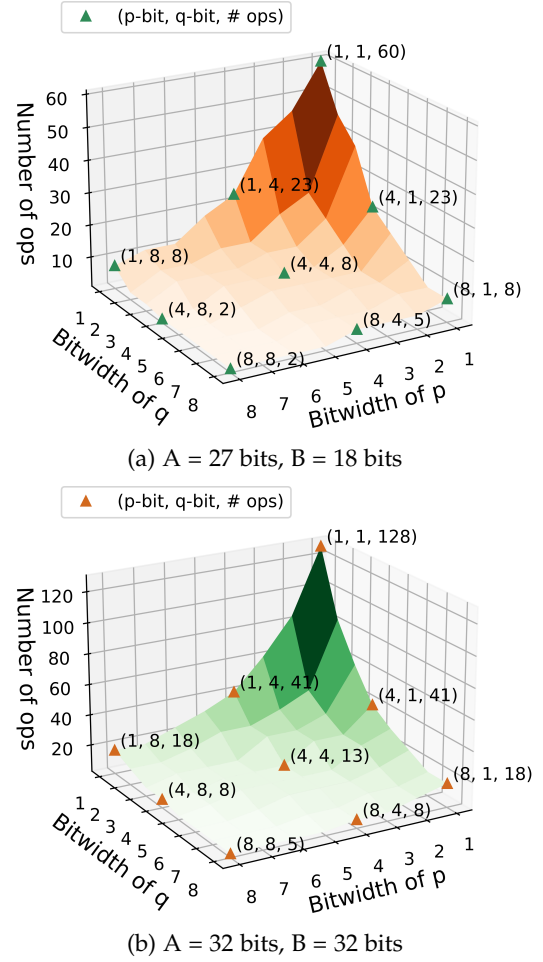 (p-bit, q-bit, # ops)
(1, 1, 60)
60
50
40
30
20
10
Number of ops
(1, 4, 23)
(4, 1, 23)
(1, 8, 8)
(4, 4, 8)
(8, 1, 8)
(4, 8, 2)
(8, 4, 5)
(8, 8, 2)
1 2 3 4 5 6 7 8
Bitwidth of q
8 7 6 5 4 3 2 1
Bitwidth of p
(a) A = 27 bits, B = 18 bits
(p-bit, q-bit, # ops)
(1, 1, 128)
120
100
80
60
40
20
Number of ops
(1, 4, 41)
(4, 1, 41)
(1, 8, 18)
(4, 4, 13)
(8, 1, 18)
(4, 8, 8)
(8, 4, 8)
(8, 8, 5)
1 2 3 4 5 6 7 8
Bitwidth of q
8 7 6 5 4 3 2 1
Bitwidth of p
(b) A = 32 bits, B = 32 bits